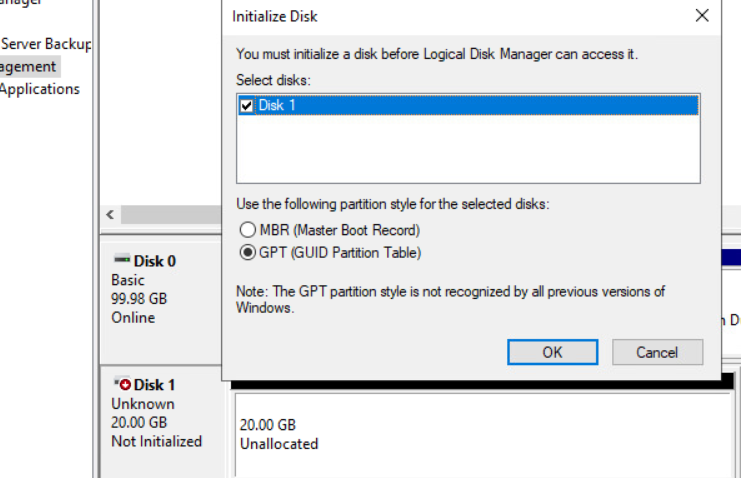 Initialize Disk
You must initialize a disk before Logical Disk Manager can access it.
Select disks:
Disk 1
Use the following partition style for the selected disks:
MBR (Master Boot Record)
GPT (GUID Partition Table)
Note: The GPT partition style is not recognized by all previous versions of
Windows.
OK Cancel
Server Backup
Applications
Disk 0
Basic
99.98 GB
Online
Disk 1
Unknown
20.00 GB
Not Initialized
20.00 GB
Unallocated